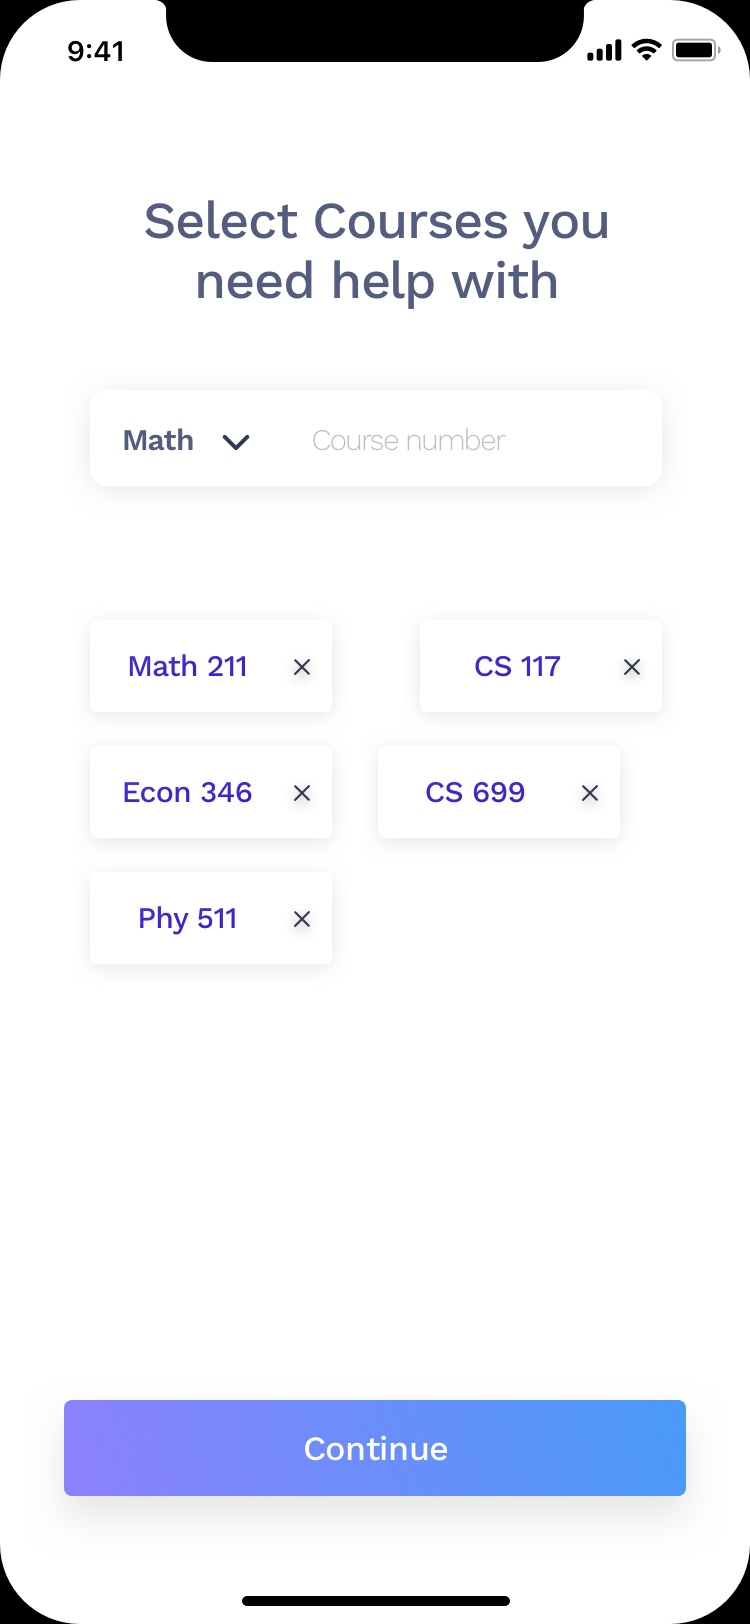 9:41
Select Courses you
need help with
Math Course number
Math 211 CS 117
Econ 346 CS 699
Phy 511
Continue